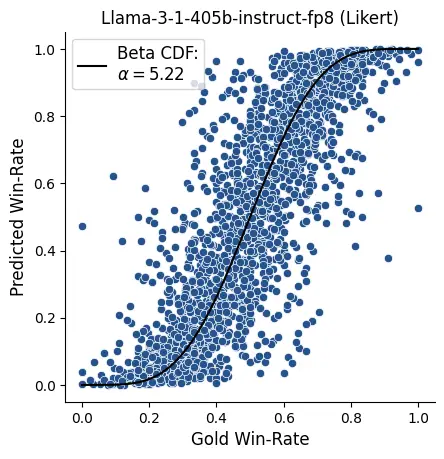 Llama-3-1-405b-instruct-fp8 (Likert)
Beta CDF:
α = 5.22
Predicted Win-Rate
1.0
0.8
0.6
0.4
0.2
0.0
0.0 0.2 0.4 0.6 0.8 1.0
Gold Win-Rate